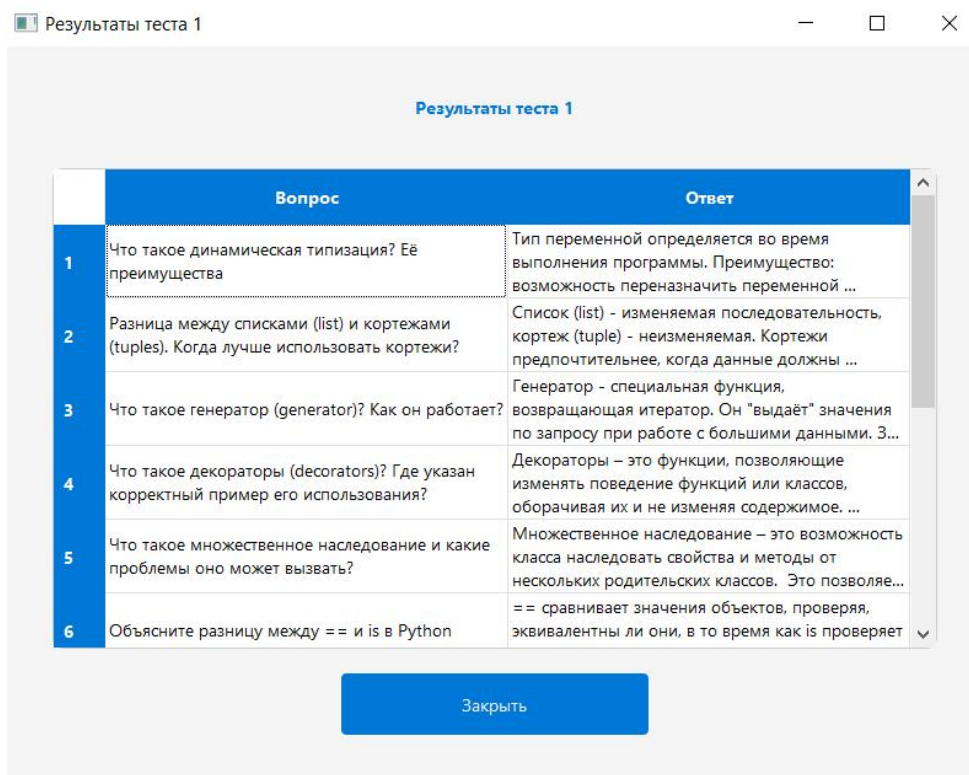 Результаты теста 1
Результаты теста 1
Вопрос
Ответ
1
Что такое динамическая типизация? Её
преимущества
Тип переменной определяется во время
выполнения программы. Преимущество:
возможность переназначить переменной ...
2
Разница между списками (list) и кортежами
(tuples). Когда лучше использовать кортежи?
Список (list) - изменяемая последовательность,
кортеж (tuple) - неизменяемая. Кортежи
предпочтительнее, когда данные должны ...
3
Что такое генератор (generator)? Как он работает?
Генератор - специальная функция,
возвращающая итератор. Он "выдаёт" значения
по запросу при работе с большими данными. З...
4
Что такое декораторы (decorators)? Где указан
корректный пример его использования?
Декораторы – это функции, позволяющие
изменять поведение функций или классов,
оборачивая их и не изменяя содержимое. ...
5
Что такое множественное наследование и какие
проблемы оно может вызвать?
Множественное наследование – это возможность
класса наследовать свойства и методы от
нескольких родительских классов.  Это позволяе...
6
Объясните разницу между == и is в Python
== сравнивает значения объектов, проверяя,
эквивалентны ли они, в то время как is проверяет
Закрыть